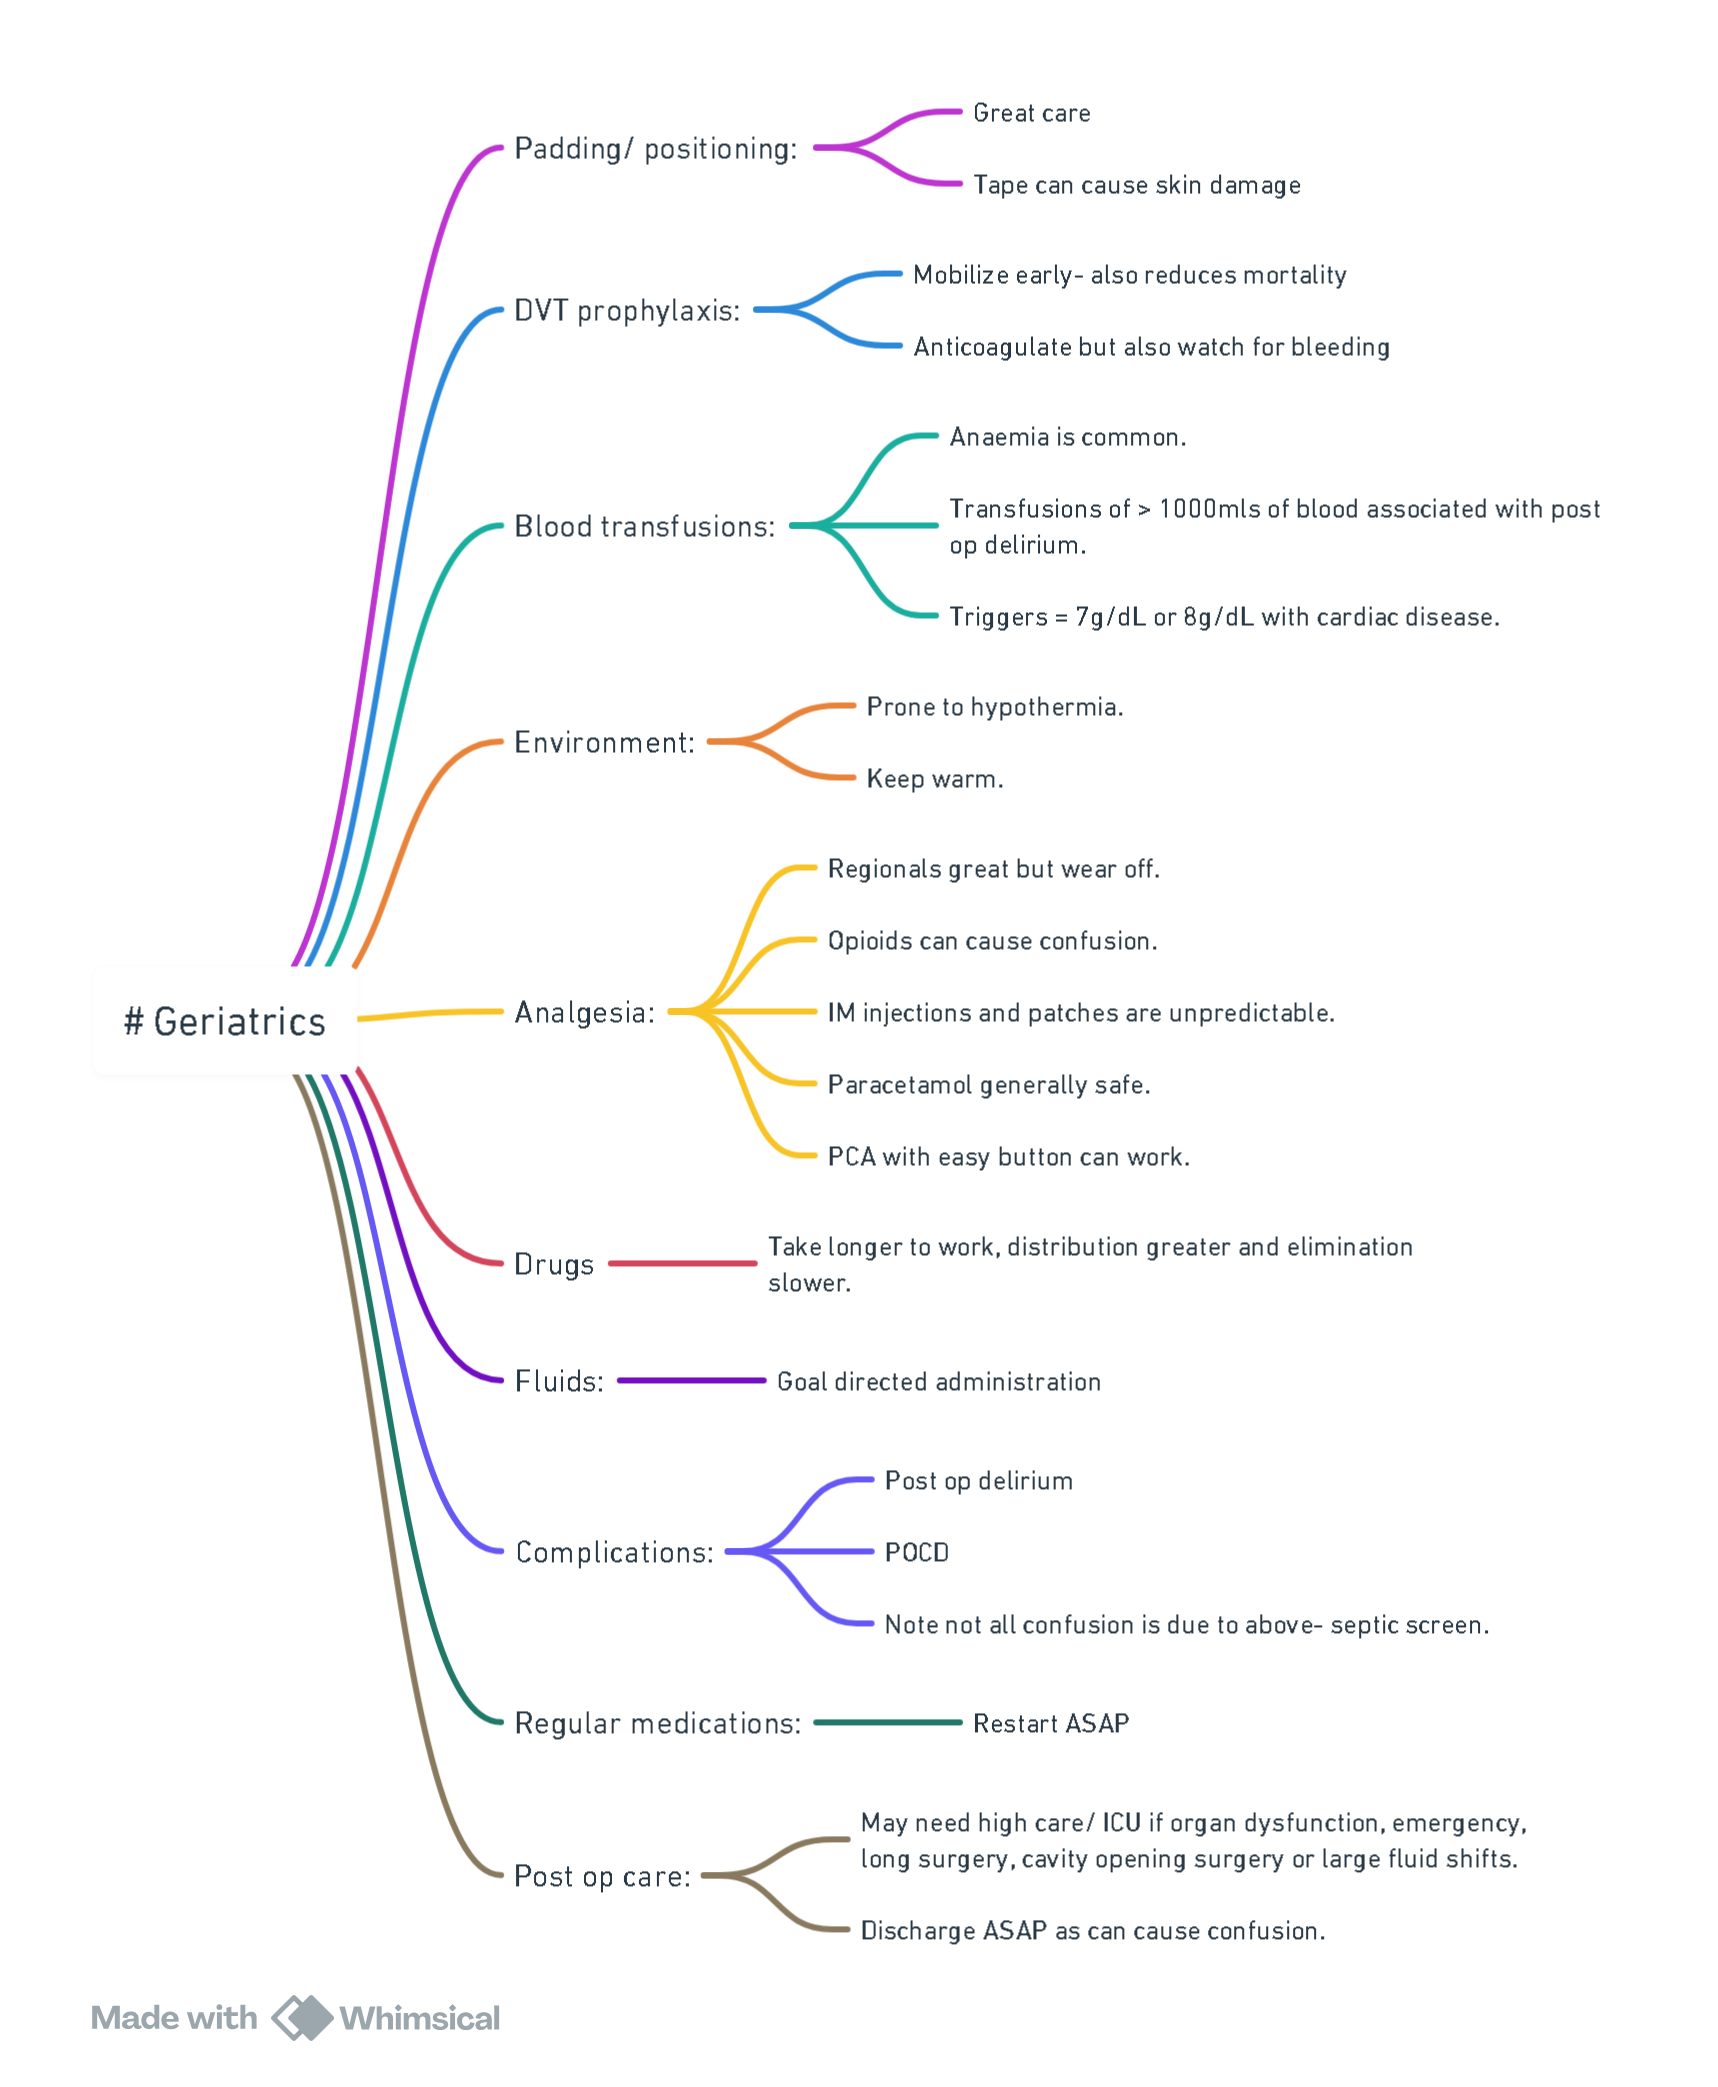 Great care
Padding/ positioning:
Tape can cause skin damage
Mobilize early- also reduces mortality
DVT prophylaxis:
Anticoagulate but also watch for bleeding
Anaemia is common.
Transfusions of > 1000mls of blood associated with post
op delirium.
Blood transfusions:
Triggers = 7g/dL or 8g/dL with cardiac disease.
Prone to hypothermia.
Environment:
Keep warm.
Regionals great but wear off.
Opioids can cause confusion.
# Geriatrics
Analgesia:
IM injections and patches are unpredictable.
Paracetamol generally safe.
PCA with easy button can work.
Drugs
Take longer to work, distribution greater and elimination
slower.
Fluids:
Goal directed administration
Post op delirium
Complications:
POCD
Note not all confusion is due to above- septic screen.
Regular medications:
Restart ASAP
May need high care/ ICU if organ dysfunction, emergency,
long surgery, cavity opening surgery or large fluid shifts.
Post op care:
Discharge ASAP as can cause confusion.
Made with Whimsical